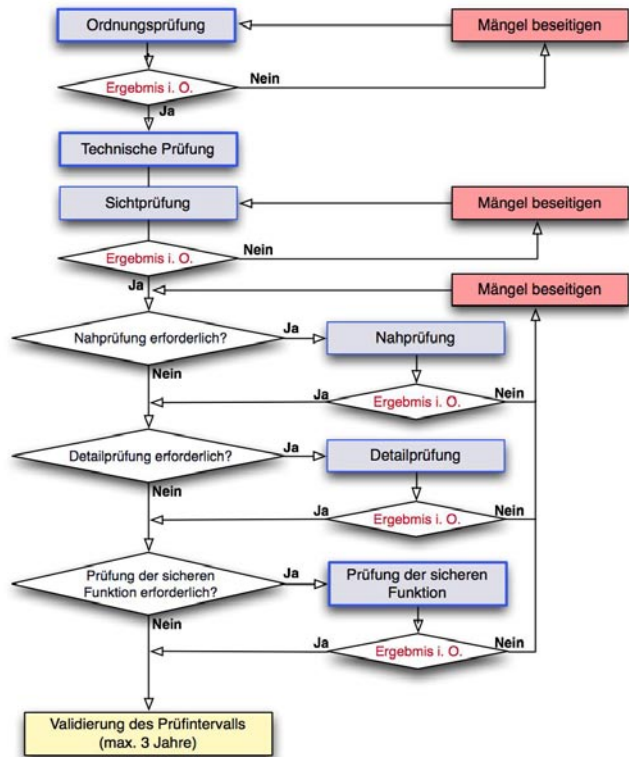 Ordnungsprüfung
Mängel beseitigen
Nein
Ergebnis i. O.
Ja
Technische Prüfung
Sichtprüfung
Mängel beseitigen
Nein
Ergebnis i. O.
Ja
Mängel beseitigen
Nahprüfung erforderlich?
Ja
Nahprüfung
Nein
Ja
Ergebnis i. O.
Nein
Detailprüfung erforderlich?
Ja
Detailprüfung
Nein
Ja
Ergebnis i. O.
Nein
Prüfung der sicheren
Funktion erforderlich?
Ja
Prüfung der sicheren
Funktion
Nein
Ja
Ergebnis i. O.
Nein
Validierung des Prüfintervalls
(max. 3 Jahre)